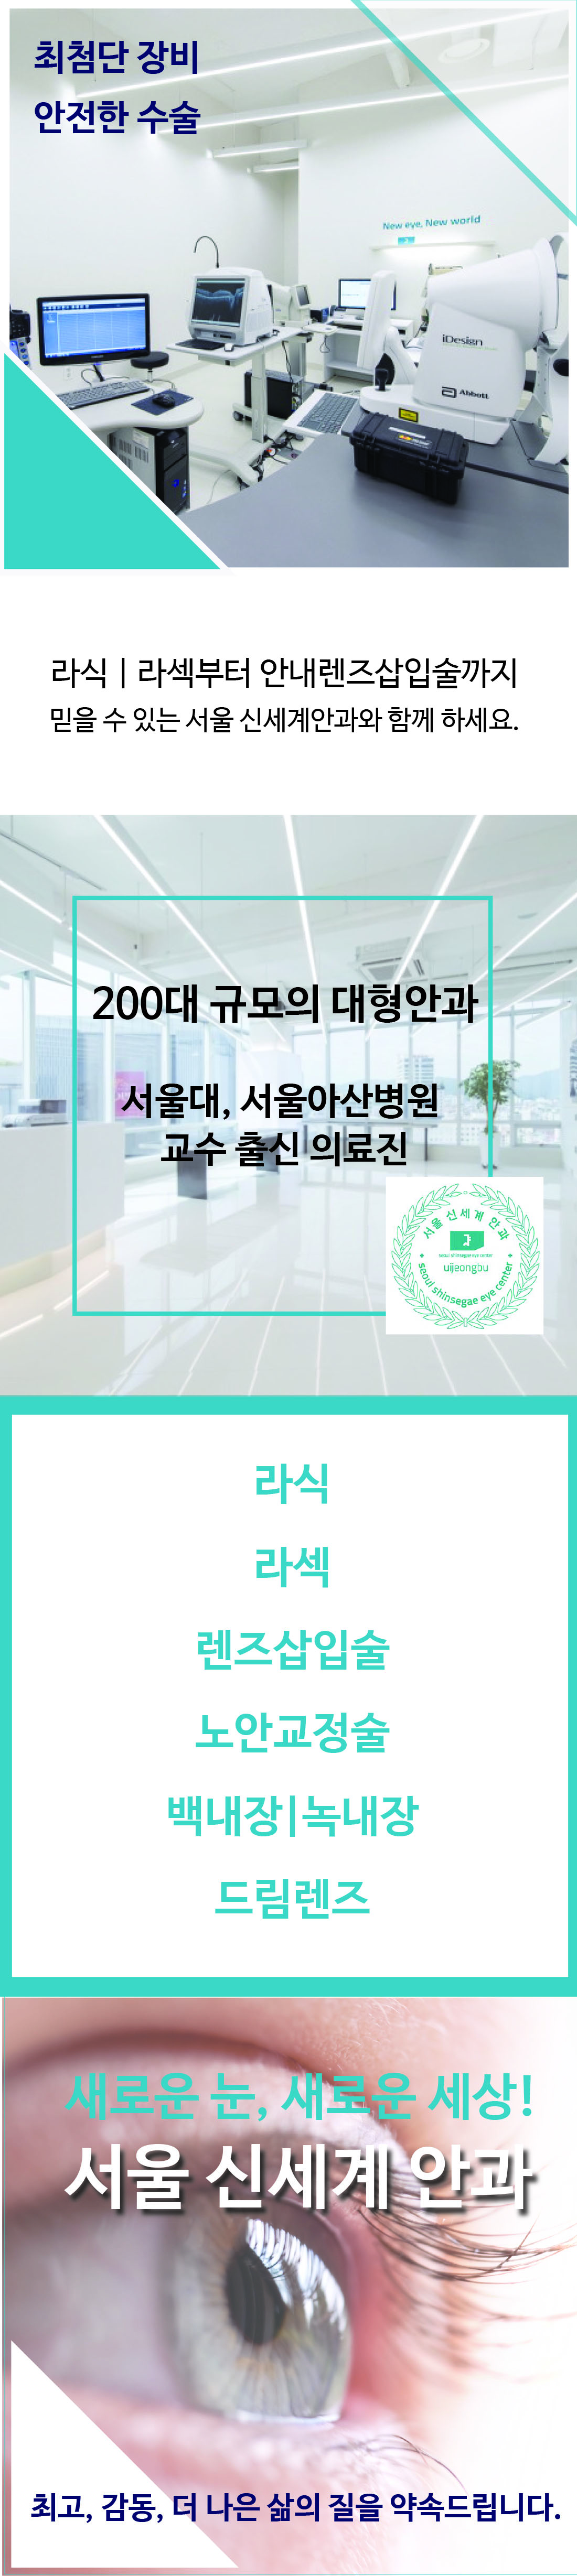 최첨단 장비
안전한 수술
New eye, New world
iDesign
Abbott
라식 | 라섹부터 안내렌즈삽입술까지
믿을 수 있는 서울 신세계안과와 함께 하세요.
200대 규모의 대형안과
서울대, 서울아산병원
교수 출신 의료진
서울 신세계 안과
seoul shinsegae eye center
uijeongbu
seoul shinsegae eye center
라식
라섹
렌즈삽입술
노안교정술
백내장|녹내장
드림렌즈
새로운 눈, 새로운 세상!
서울 신세계 안과
최고, 감동, 더 나은 삶의 질을 약속드립니다.